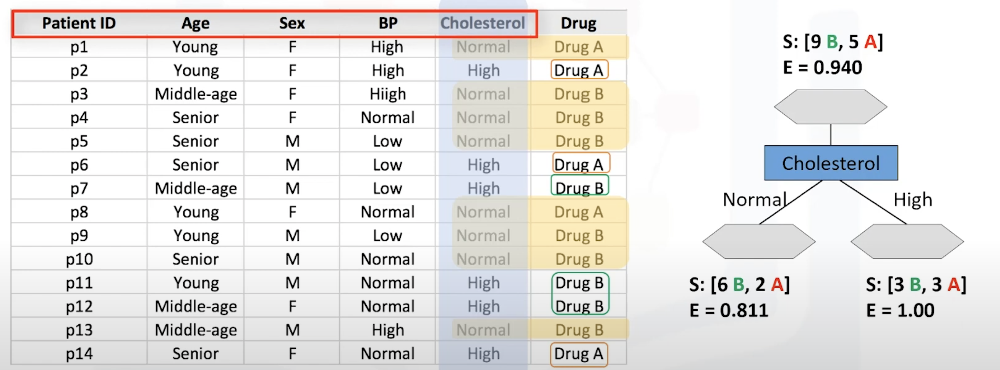 Patient ID Age Sex BP Cholesterol Drug
p1 Young F High Normal Drug A
p2 Young F High High Drug A
p3 Middle-age F Hiigh Normal Drug B
p4 Senior F Normal Normal Drug B
p5 Senior M Low Normal Drug B
p6 Senior M Low High Drug A
p7 Middle-age M Low High Drug B
p8 Young F Normal Normal Drug A
p9 Young M Low Normal Drug B
p10 Senior M Normal Normal Drug B
p11 Young M Normal High Drug B
p12 Middle-age F Normal High Drug B
p13 Middle-age M High Normal Drug B
p14 Senior F Normal High Drug A
S: [9 B, 5 A]
E = 0.940
Cholesterol
Normal High
S: [6 B, 2 A]
E = 0.811
S: [3 B, 3 A]
E = 1.00